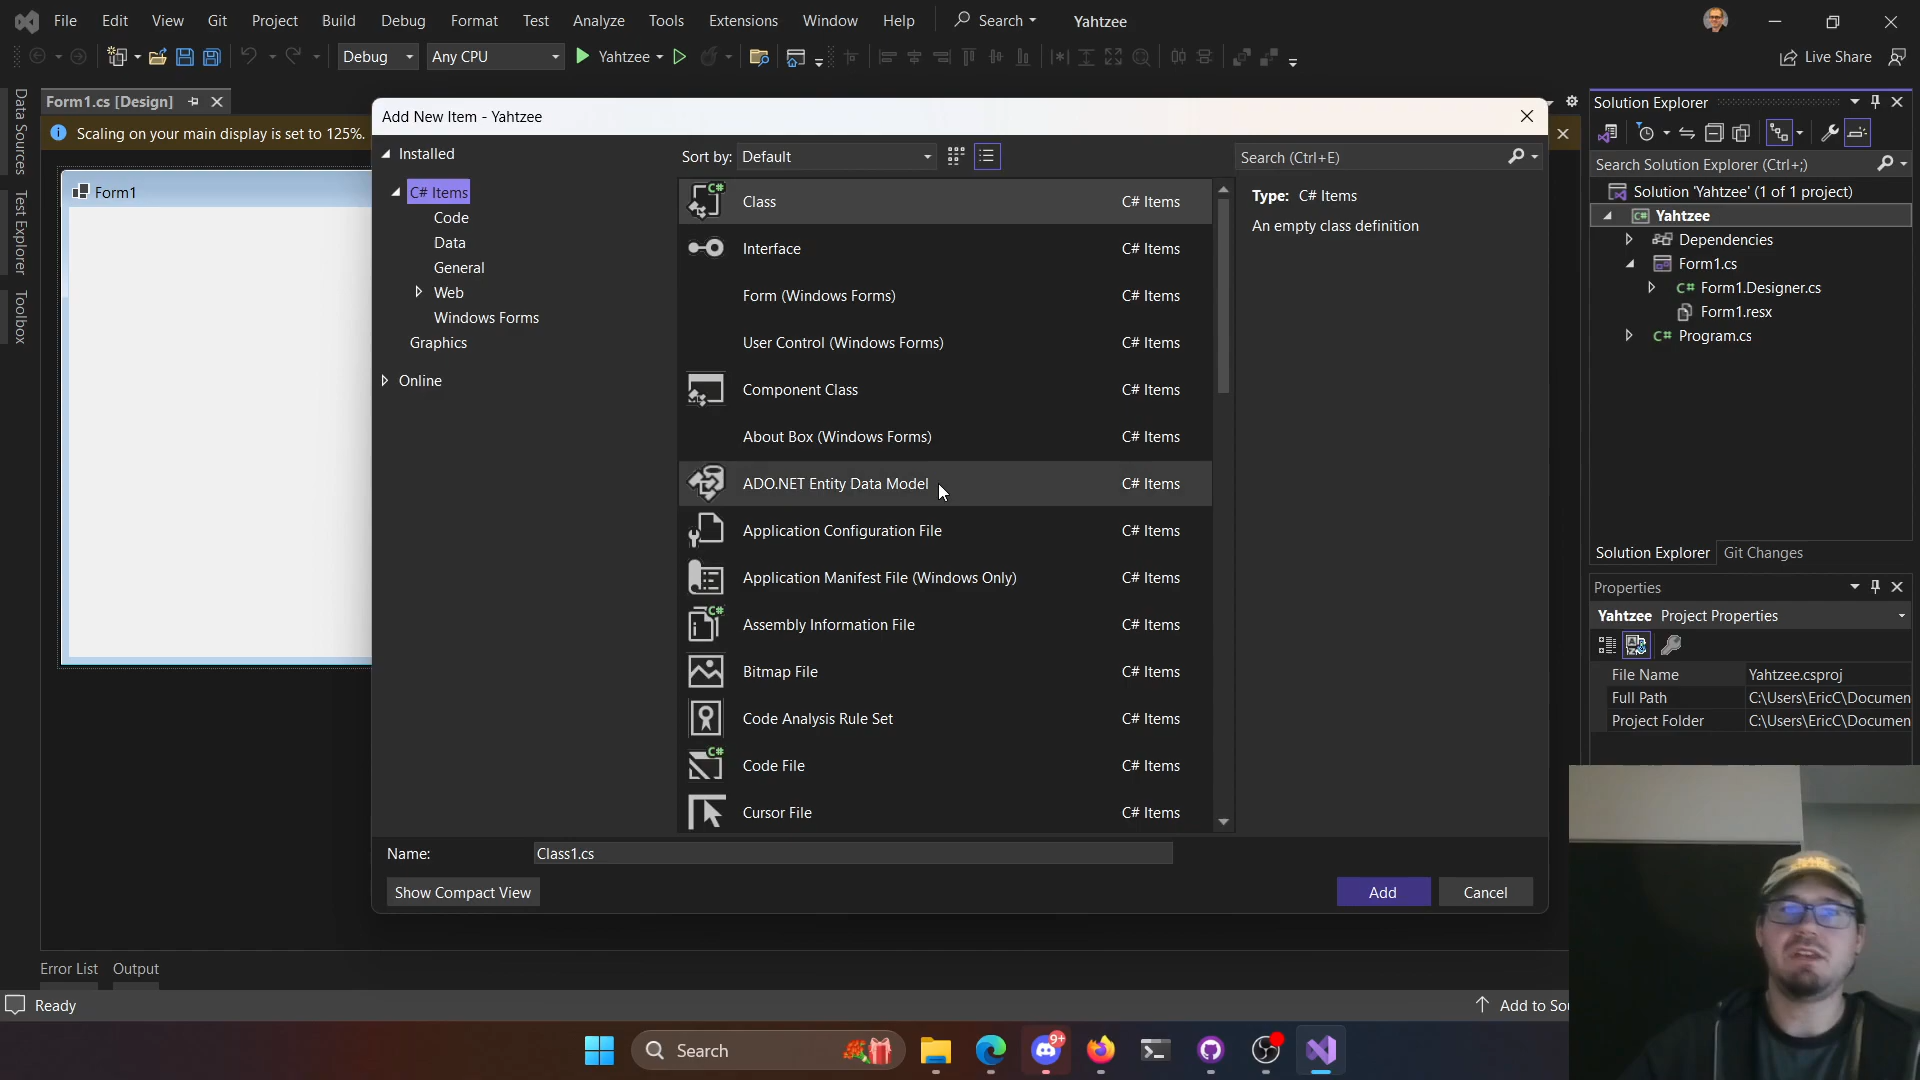 File Edit View Git Project Build Debug Format Test Analyze Tools Extensions Window Help Search Yahtzee
Debug Any CPU Yahtzee Live Share
Data Sources
Test Explorer
Toolbox
Form1.cs [Design]
Scaling on your main display is set to 125%.
Form1
Add New Item - Yahtzee
Installed
C# Items
Code
Data
General
Web
Windows Forms
Graphics
Online
Sort by: Default
Class C# Items
Interface C# Items
Form (Windows Forms) C# Items
User Control (Windows Forms) C# Items
Component Class C# Items
About Box (Windows Forms) C# Items
ADO.NET Entity Data Model C# Items
Application Configuration File C# Items
Application Manifest File (Windows Only) C# Items
Assembly Information File C# Items
Bitmap File C# Items
Code Analysis Rule Set C# Items
Code File C# Items
Cursor File C# Items
Search (Ctrl+E)
Type: C# Items
An empty class definition
Name: Class1.cs
Show Compact View Add Cancel
Solution Explorer
Search Solution Explorer (Ctrl+;)
Solution 'Yahtzee' (1 of 1 project)
C# Yahtzee
Dependencies
Form1.cs
C# Form1.Designer.cs
Form1.resx
C# Program.cs
Solution Explorer Git Changes
Properties
Yahtzee Project Properties
File Name Yahtzee.csproj
Full Path C:\Users\EricC\Documen
Project Folder C:\Users\EricC\Documen
Error List Output
Ready Add to Sou
Search
9+